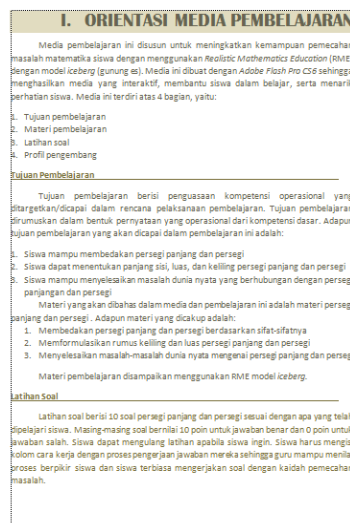 I. ORIENTASI MEDIA PEMBELAJARAN
Media pembelajaran ini disusun untuk meningkatkan kemampuan pemecahan
masalah matematika siswa dengan menggunakan Realistic Mathematics Education (RME)
dengan model iceberg (gunung es). Media ini dibuat dengan Adobe Flash Pro CS6 sehingga
menghasilkan media yang interaktif, membantu siswa dalam belajar, serta menarik
perhatian siswa. Media ini terdiri atas 4 bagian, yaitu:
1. Tujuan pembelajaran
2. Materi pembelajaran
3. Latihan soal
4. Profil pengembang
Tujuan Pembelajaran
Tujuan pembelajaran berisi penguasaan kompetensi operasional yang
ditargetkan/dicapai dalam rencana pelaksanaan pembelajaran. Tujuan pembelajaran
dirumuskan dalam bentuk pernyataan yang operasional dari kompetensi dasar. Adapun
tujuan pembelajaran yang akan dicapai dalam pembelajaran ini adalah:
1. Siswa mampu membedakan persegi panjang dan persegi
2. Siswa dapat menentukan panjang sisi, luas, dan keliling persegi panjang dan persegi
3. Siswa mampu menyelesaikan masalah dunia nyata yang berhubungan dengan persegi
panjangan dan persegi
Materi yang akan dibahas dalam media dan pembelajaran ini adalah materi persegi
panjang dan persegi . Adapun materi yang dicakup adalah:
1. Membedakan persegi panjang dan persegi berdasarkan sifat-sifatnya
2. Memformulasikan rumus keliling dan luas persegi panjang dan persegi
3. Menyelesaikan masalah-masalah dunia nyata mengenai persegi panjang dan persegi
Materi pembelajaran disampaikan menggunakan RME model iceberg.
Latihan Soal
Latihan soal berisi 10 soal persegi panjang dan persegi sesuai dengan apa yang telah
dipelajari siswa. Masing-masing soal bernilai 10 poin untuk jawaban benar dan 0 poin untuk
jawaban salah. Siswa dapat mengulang latihan apabila siswa ingin. Siswa harus mengisi
kolom cara kerja dengan proses pengerjaan jawaban mereka sehingga guru mampu menilai
proses berpikir siswa dan siswa terbiasa mengerjakan soal dengan kaidah pemecahan
masalah.